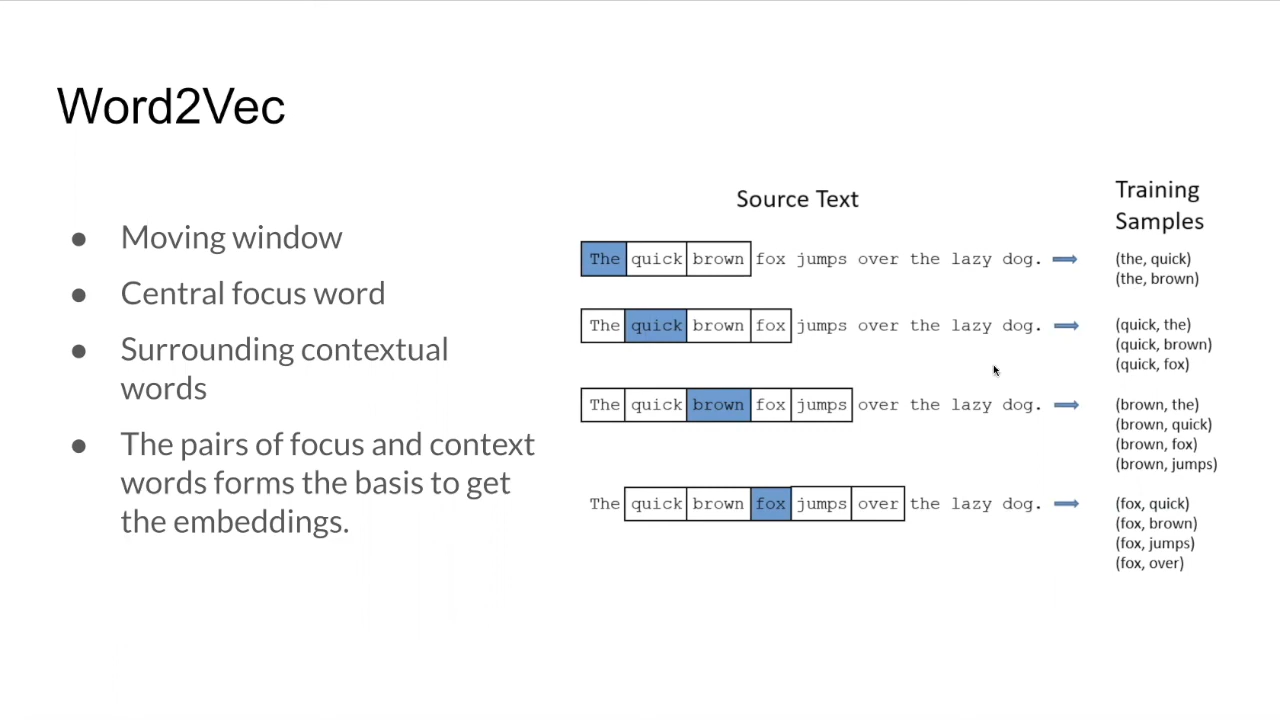 Word2Vec
● Moving window
● Central focus word
● Surrounding contextual
words
● The pairs of focus and context
words forms the basis to get
the embeddings.
Source Text
Training
Samples
The quick brown fox jumps over the lazy dog.
(the, quick)
(the, brown)
The quick brown fox jumps over the lazy dog.
(quick, the)
(quick, brown)
(quick, fox)
The quick brown fox jumps over the lazy dog.
(brown, the)
(brown, quick)
(brown, fox)
(brown, jumps)
The quick brown fox jumps over the lazy dog.
(fox, quick)
(fox, brown)
(fox, jumps)
(fox, over)